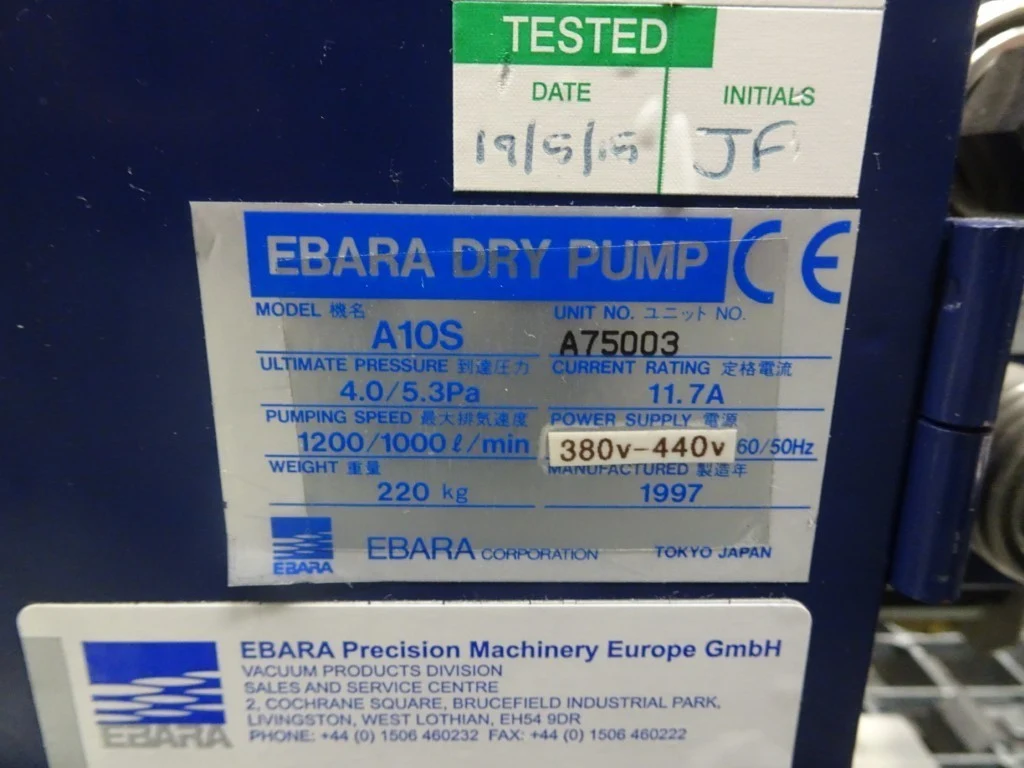 TESTED
DATE INITIALS
19/5/15 JF
EBARA DRY PUMP CE
MODEL 機名 UNIT NO. ユニット NO.
A10S A75003
ULTIMATE PRESSURE 到達圧力 CURRENT RATING 定格電流
4.0/5.3Pa 11.7A
PUMPING SPEED 最大排気速度 POWER SUPPLY 電源
1200/1000ℓ/min 380v-440v 60/50Hz
WEIGHT 重量 MANUFACTURED 製造年
220 kg 1997
EBARA EBARA CORPORATION TOKYO JAPAN
EBARA Precision Machinery Europe GmbH
VACUUM PRODUCTS DIVISION
SALES AND SERVICE CENTRE
2, COCHRANE SQUARE, BRUCEFIELD INDUSTRIAL PARK,
LIVINGSTON, WEST LOTHIAN, EH54 9DR
EBARA PHONE: +44 (0) 1506 460232 FAX: +44 (0) 1506 460222